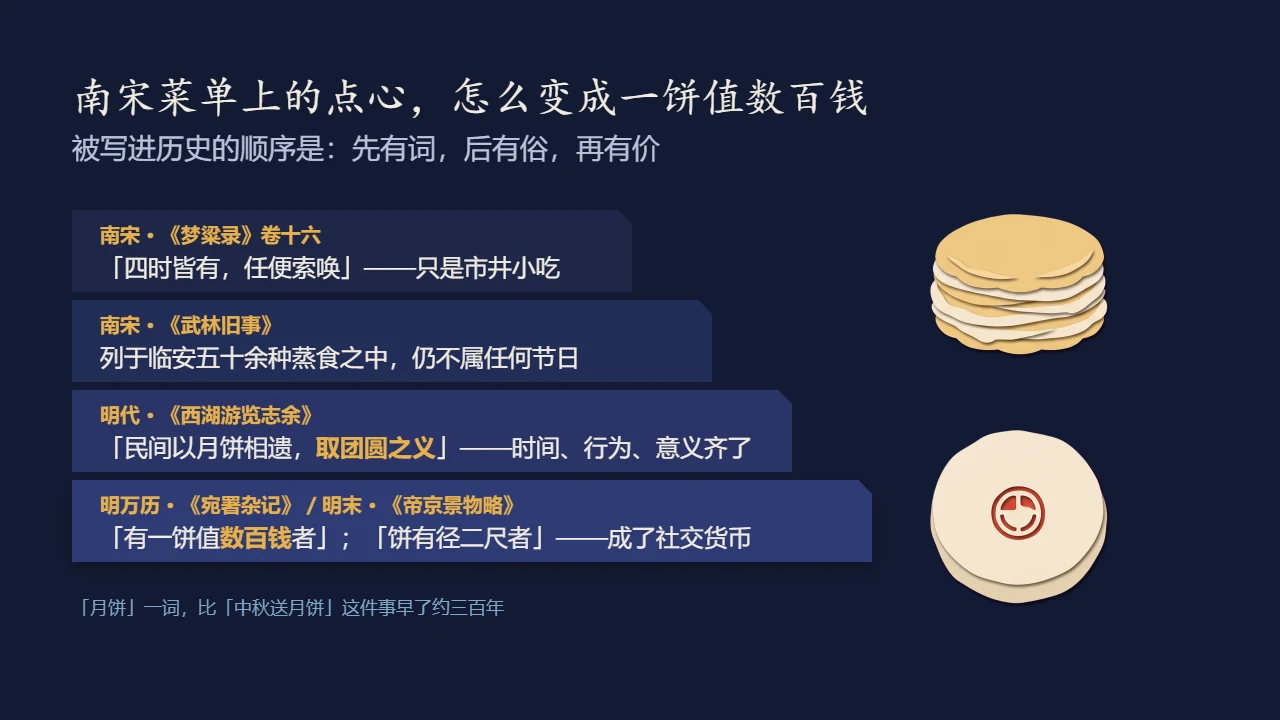 南宋菜单上的点心，怎么变成一饼值数百钱
被写进历史的顺序是：先有词，后有俗，再有价
南宋·《梦粱录》卷十六
「四时皆有，任便索唤」——只是市井小吃
南宋·《武林旧事》
列于临安五十余种蒸食之中，仍不属任何节日
明代·《西湖游览志余》
「民间以月饼相遗，取团圆之义」——时间、行为、意义齐了
明万历·《宛署杂记》 / 明末·《帝京景物略》
「有一饼值数百钱者」；「饼有径二尺者」——成了社交货币
「月饼」一词，比「中秋送月饼」这件事早了约三百年